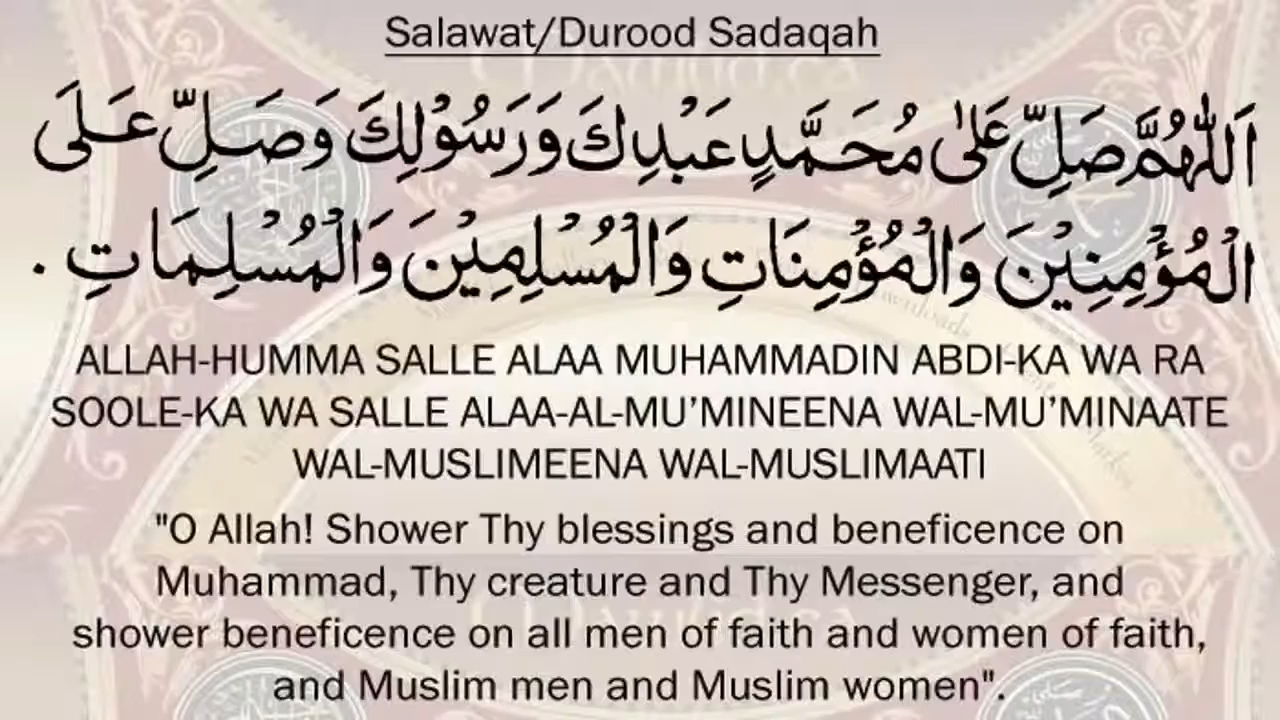 Salawat/Durood Sadaqah
اَللّٰهُمَّ صَلِّ عَلٰى مُحَمَّدٍ عَبْدِكَ وَرَسُوْلِكَ وَصَلِّ عَلَى
الْمُؤْمِنِيْنَ وَالْمُؤْمِنَاتِ وَالْمُسْلِمِيْنَ وَالْمُسْلِمَاتِ .
ALLAH-HUMMA SALLE ALAA MUHAMMADIN ABDI-KA WA RA
SOOLE-KA WA SALLE ALAA-AL-MU’MINEENA WAL-MU’MINAATE
WAL-MUSLIMEENA WAL-MUSLIMAATI
"O Allah! Shower Thy blessings and beneficence on
Muhammad, Thy creature and Thy Messenger, and
shower beneficence on all men of faith and women of faith,
and Muslim men and Muslim women".